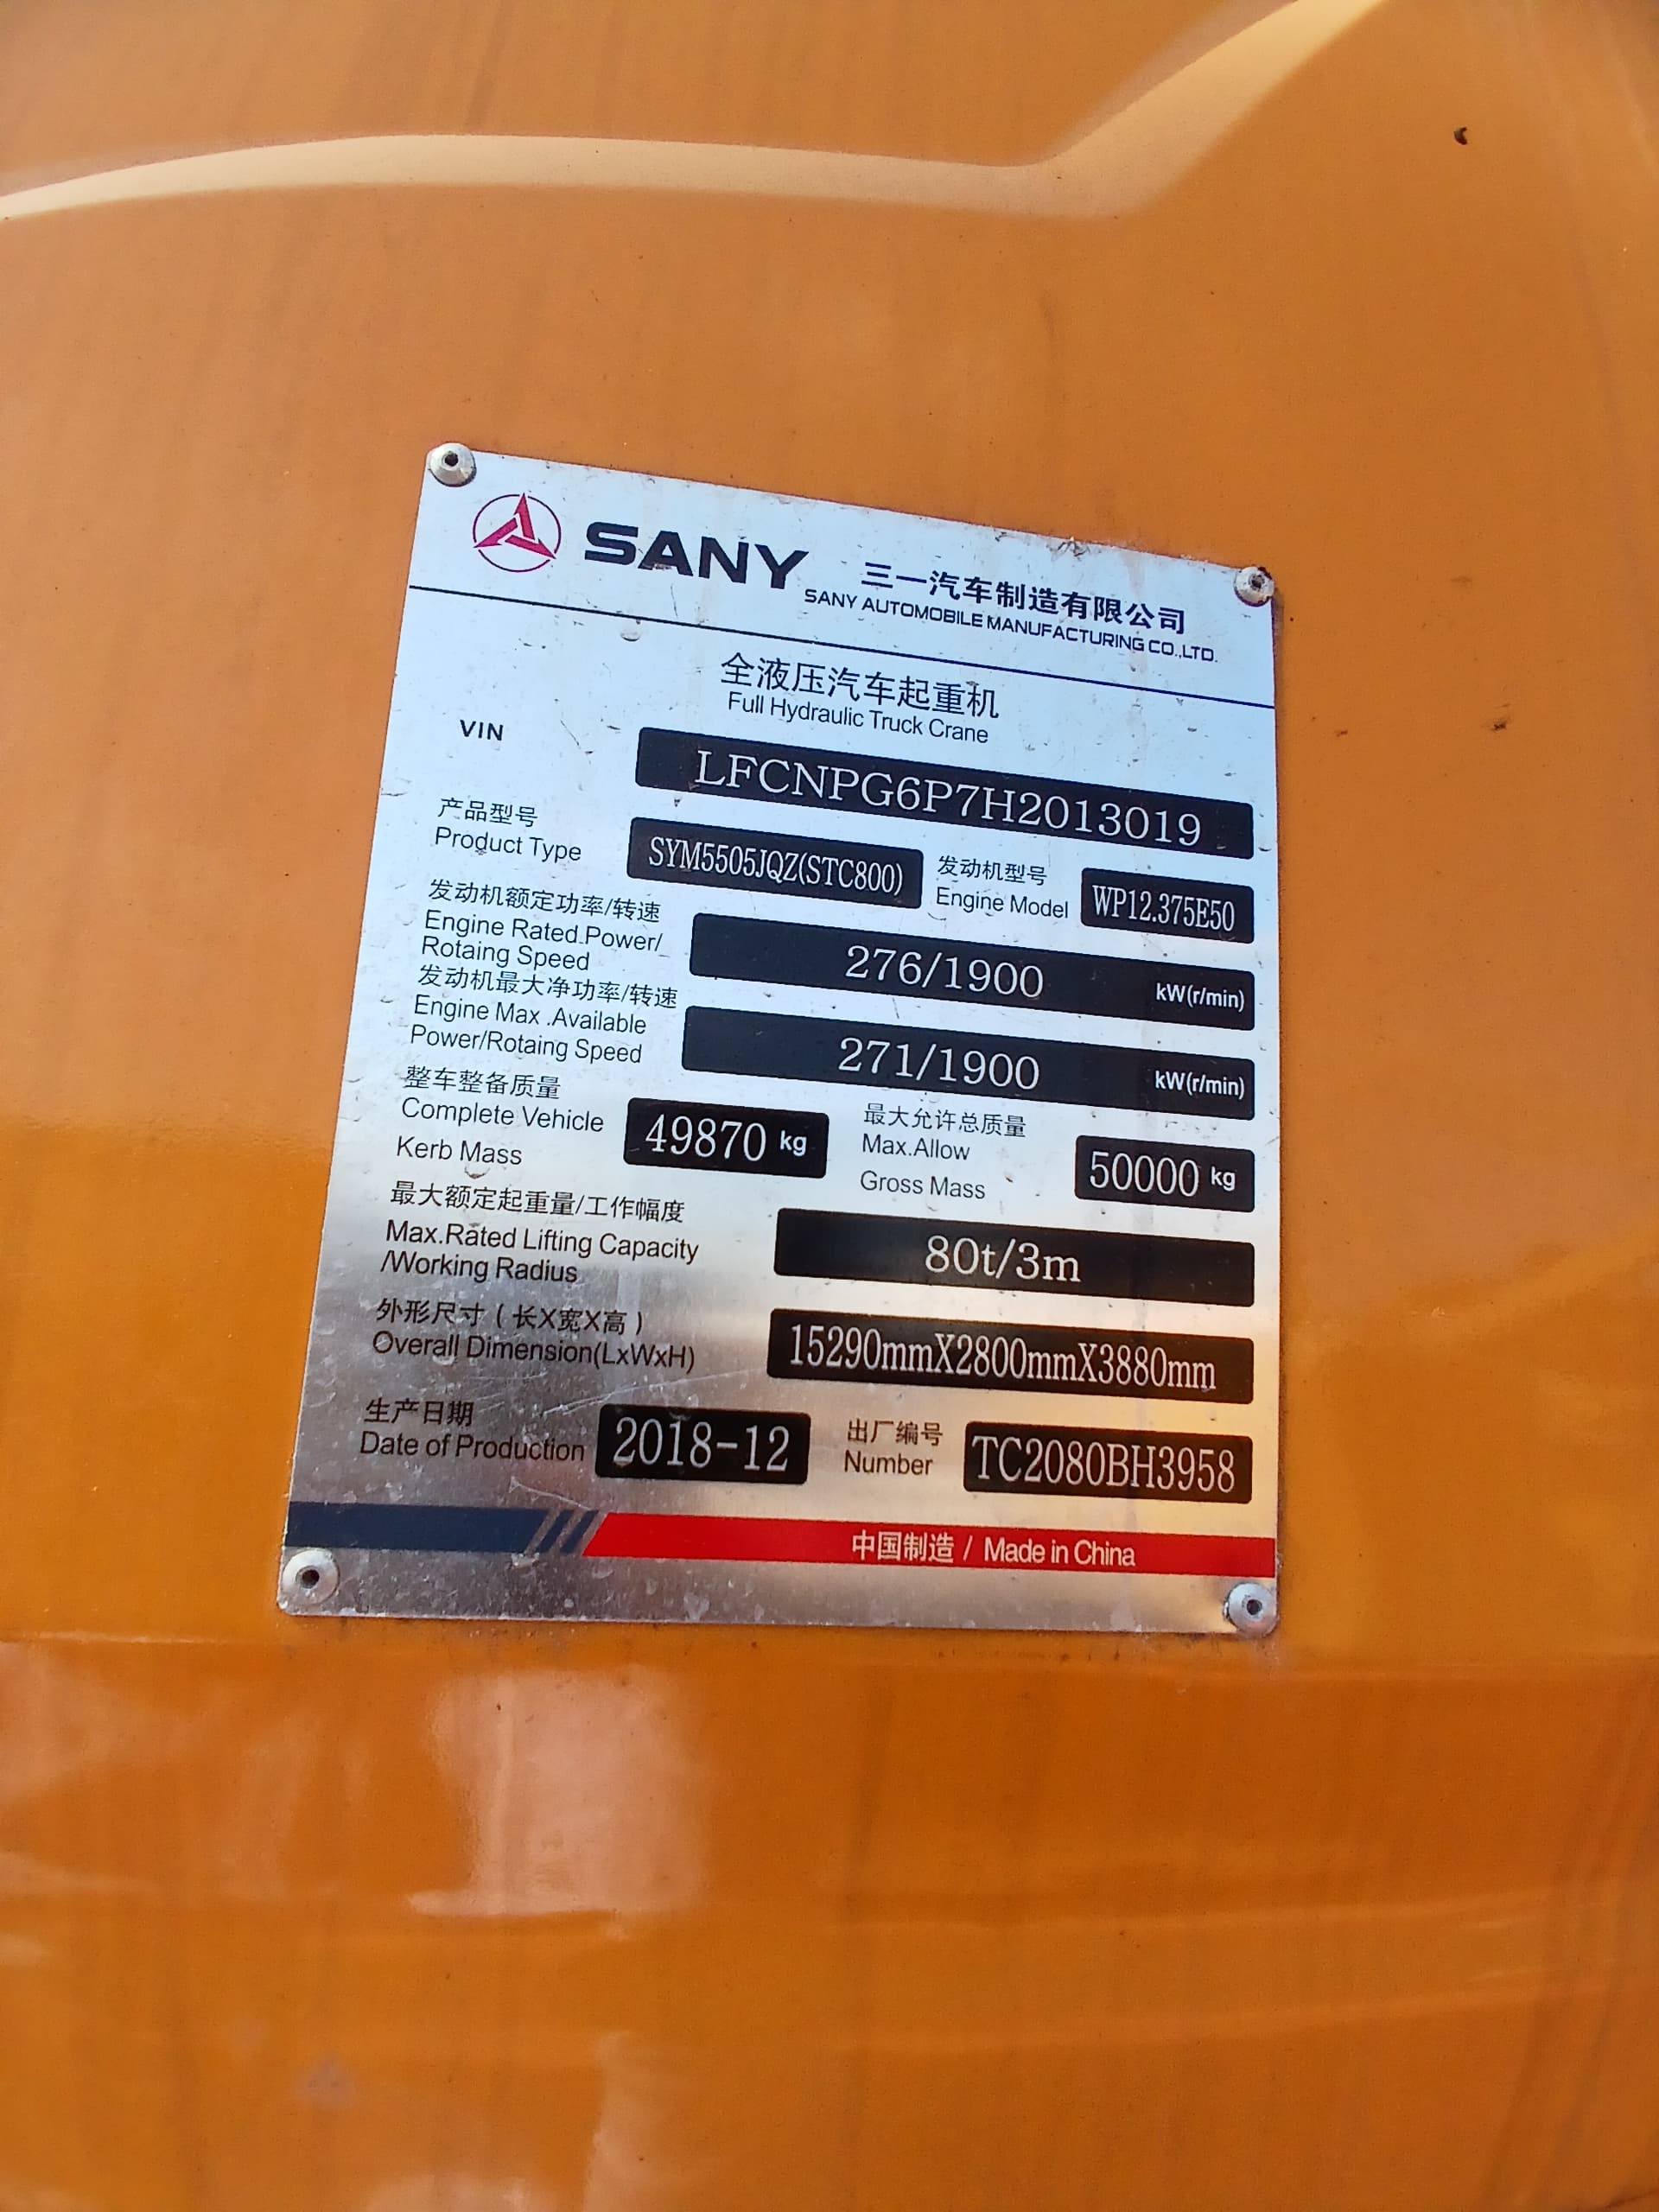 SANY 三一汽车制造有限公司
SANY AUTOMOBILE MANUFACTURING CO.,LTD.
全液压汽车起重机
Full Hydraulic Truck Crane
VIN LFCNPG6P7H2013019
产品型号
Product Type SYM5505JQZ(STC800)
发动机型号
Engine Model WP12.375E50
发动机额定功率/转速
Engine Rated.Power/
Rotaing Speed 276/1900 kW(r/min)
发动机最大净功率/转速
Engine Max .Available
Power/Rotaing Speed 271/1900 kW(r/min)
整车整备质量
Complete Vehicle
Kerb Mass 49870 kg
最大允许总质量
Max.Allow
Gross Mass 50000 kg
最大额定起重量/工作幅度
Max.Rated Lifting Capacity
/Working Radius 80t/3m
外形尺寸（长X宽X高）
Overall Dimension(LxWxH) 15290mmX2800mmX3880mm
生产日期
Date of Production 2018-12
出厂编号
Number TC2080BH3958
中国制造 / Made in China